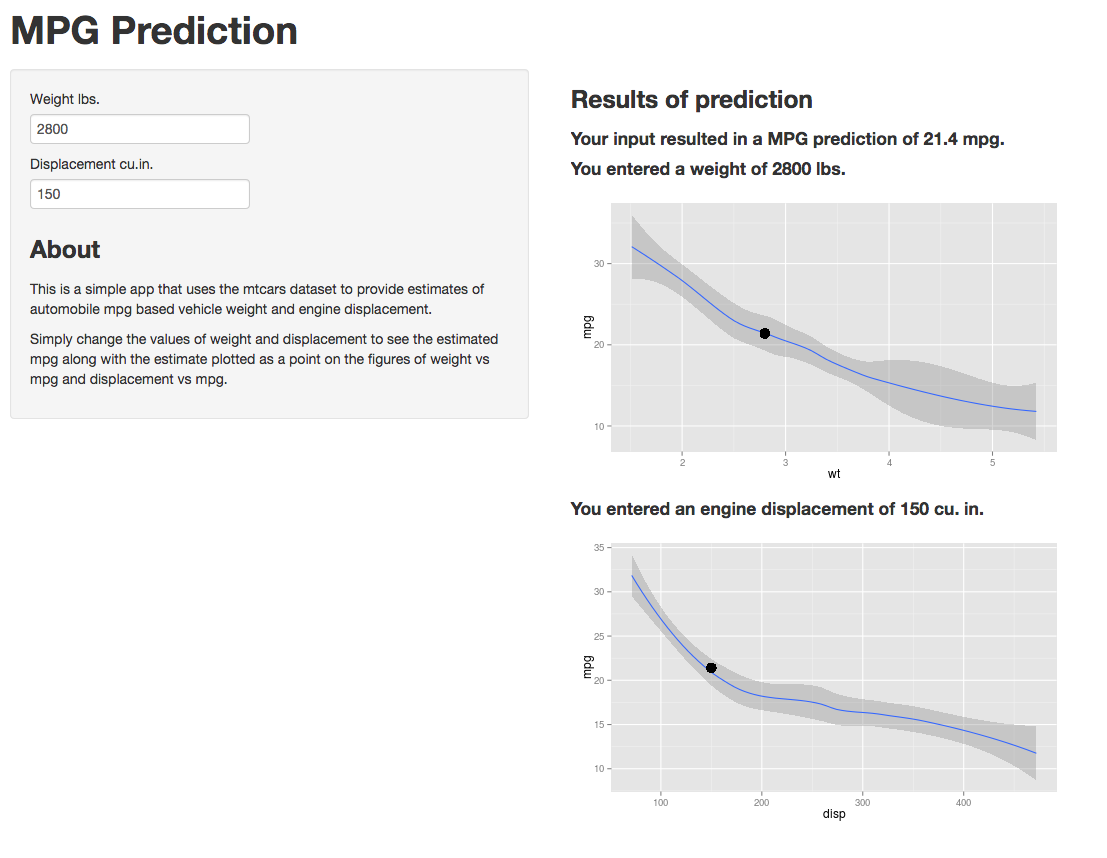 MPG Prediction
Weight lbs.
2800
Displacement cu.in.
150
About
This is a simple app that uses the mtcars dataset to provide estimates of
automobile mpg based vehicle weight and engine displacement.
Simply change the values of weight and displacement to see the estimated
mpg along with the estimate plotted as a point on the figures of weight vs
mpg and displacement vs mpg.
Results of prediction
Your input resulted in a MPG prediction of 21.4 mpg.
You entered a weight of 2800 lbs.
30
20
10
mpg
2 3 4 5
wt
You entered an engine displacement of 150 cu. in.
35
30
25
20
15
10
mpg
100 200 300 400
disp